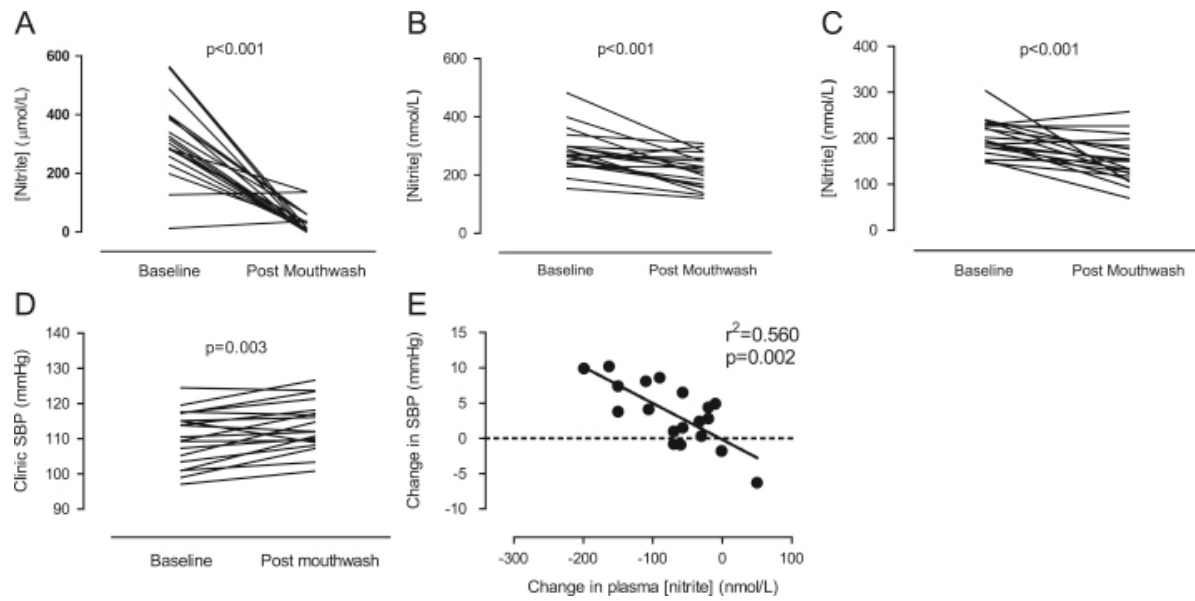 A
p<0.001
[Nitrite] (μmol/L)
600
400
200
0
Baseline Post Mouthwash
B
p<0.001
[Nitrite] (nmol/L)
600
400
200
0
Baseline Post Mouthwash
C
p<0.001
[Nitrite] (nmol/L)
400
300
200
100
0
Baseline Post Mouthwash
D
p=0.003
Clinic SBP (mmHg)
140
130
120
110
100
90
Baseline Post mouthwash
E
r²=0.560
p=0.002
Change in SBP (mmHg)
15
10
5
0
-5
-10
-300 -200 -100 0 100
Change in plasma [nitrite] (nmol/L)